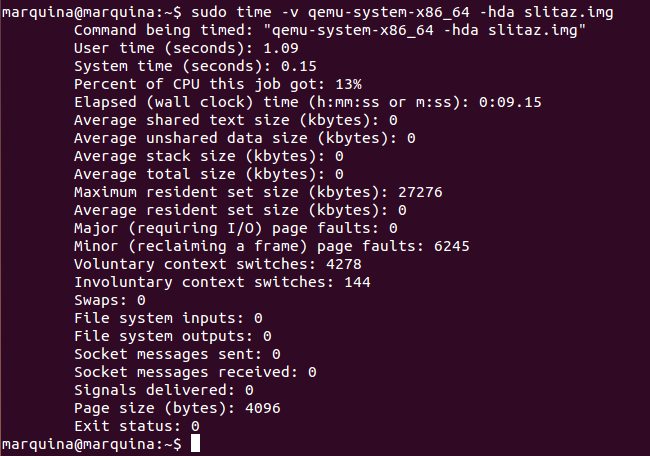 marquina@marquina:~$ sudo time -v qemu-system-x86_64 -hda slitaz.img
Command being timed: "qemu-system-x86_64 -hda slitaz.img"
User time (seconds): 1.09
System time (seconds): 0.15
Percent of CPU this job got: 13%
Elapsed (wall clock) time (h:mm:ss or m:ss): 0:09.15
Average shared text size (kbytes): 0
Average unshared data size (kbytes): 0
Average stack size (kbytes): 0
Average total size (kbytes): 0
Maximum resident set size (kbytes): 27276
Average resident set size (kbytes): 0
Major (requiring I/O) page faults: 0
Minor (reclaiming a frame) page faults: 6245
Voluntary context switches: 4278
Involuntary context switches: 144
Swaps: 0
File system inputs: 0
File system outputs: 0
Socket messages sent: 0
Socket messages received: 0
Signals delivered: 0
Page size (bytes): 4096
Exit status: 0
marquina@marquina:~$